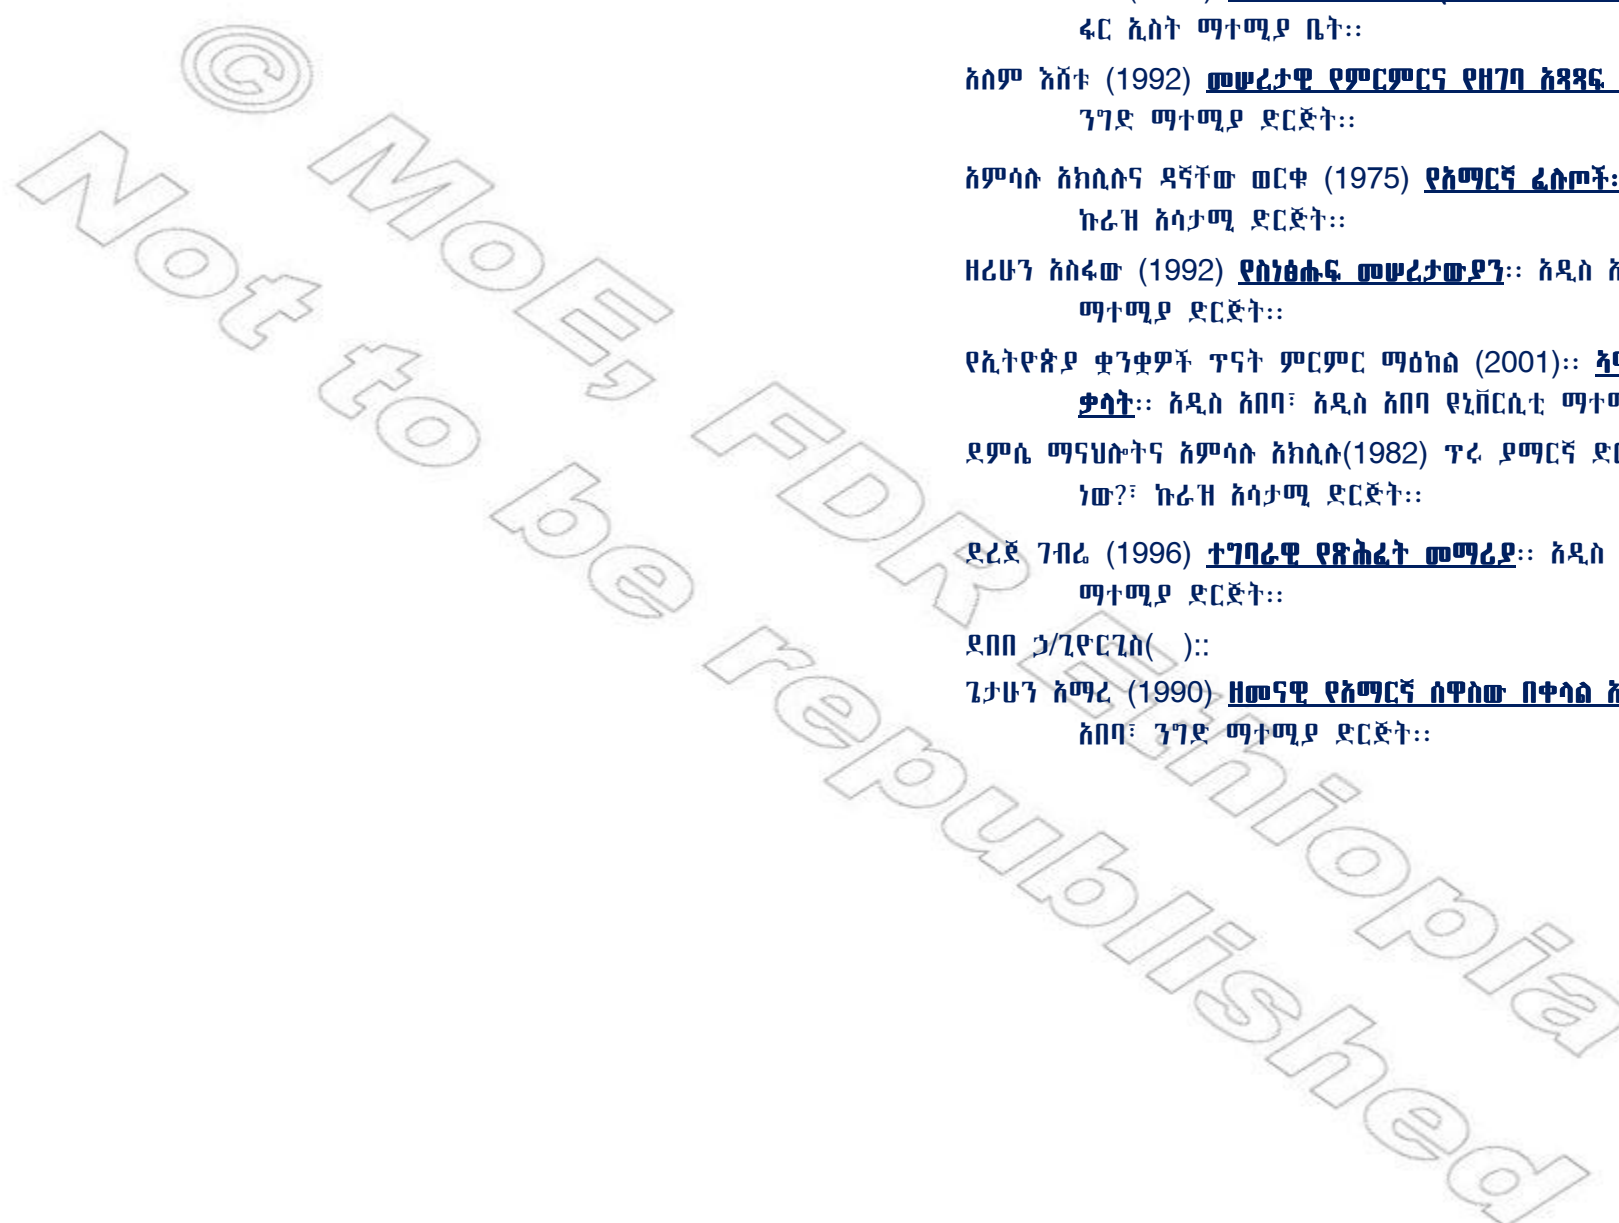 ፋር ኢስት ማተሚያ ቤት፡፡
አለም እሸቱ (1992) መሠረታዊ የምርምርና የዘገባ አጻጻፍ
ንግድ ማተሚያ ድርጅት፡፡
አምሳሉ አክሊሉና ዳኛቸው ወርቁ (1975) የአማርኛ ፈሊጦች፡
ኩራዝ አሳታሚ ድርጅት፡፡
ዘሪሁን አስፋው (1992) የስነፅሑፍ መሠረታውያን፡፡ አዲስ
ማተሚያ ድርጅት፡፡
የኢትዮጵያ ቋንቋዎች ጥናት ምርምር ማዕከል (2001)፡፡
ቃላት፡፡ አዲስ አበባ፣ አዲስ አበባ ዩኒቨርሲቲ
ደምሴ ማናህሎትና አምሳሉ አክሊሉ(1982) ጥሩ ያማርኛ
ነው?፣ ኩራዝ አሳታሚ ድርጅት፡፡
ደረጀ ገብሬ (1996) ተግባራዊ የጽሕፈት መማሪያ፡፡ አዲስ
ማተሚያ ድርጅት፡፡
ደበበ ኃ/ጊዮርጊስ( )፡፡
ጌታሁን አማረ (1990) ዘመናዊ የአማርኛ ሰዋስው በቀላል
አበባ፣ ንግድ ማተሚያ ድርጅት፡፡
© MoE, FDR Ethiopia
Not to be republished